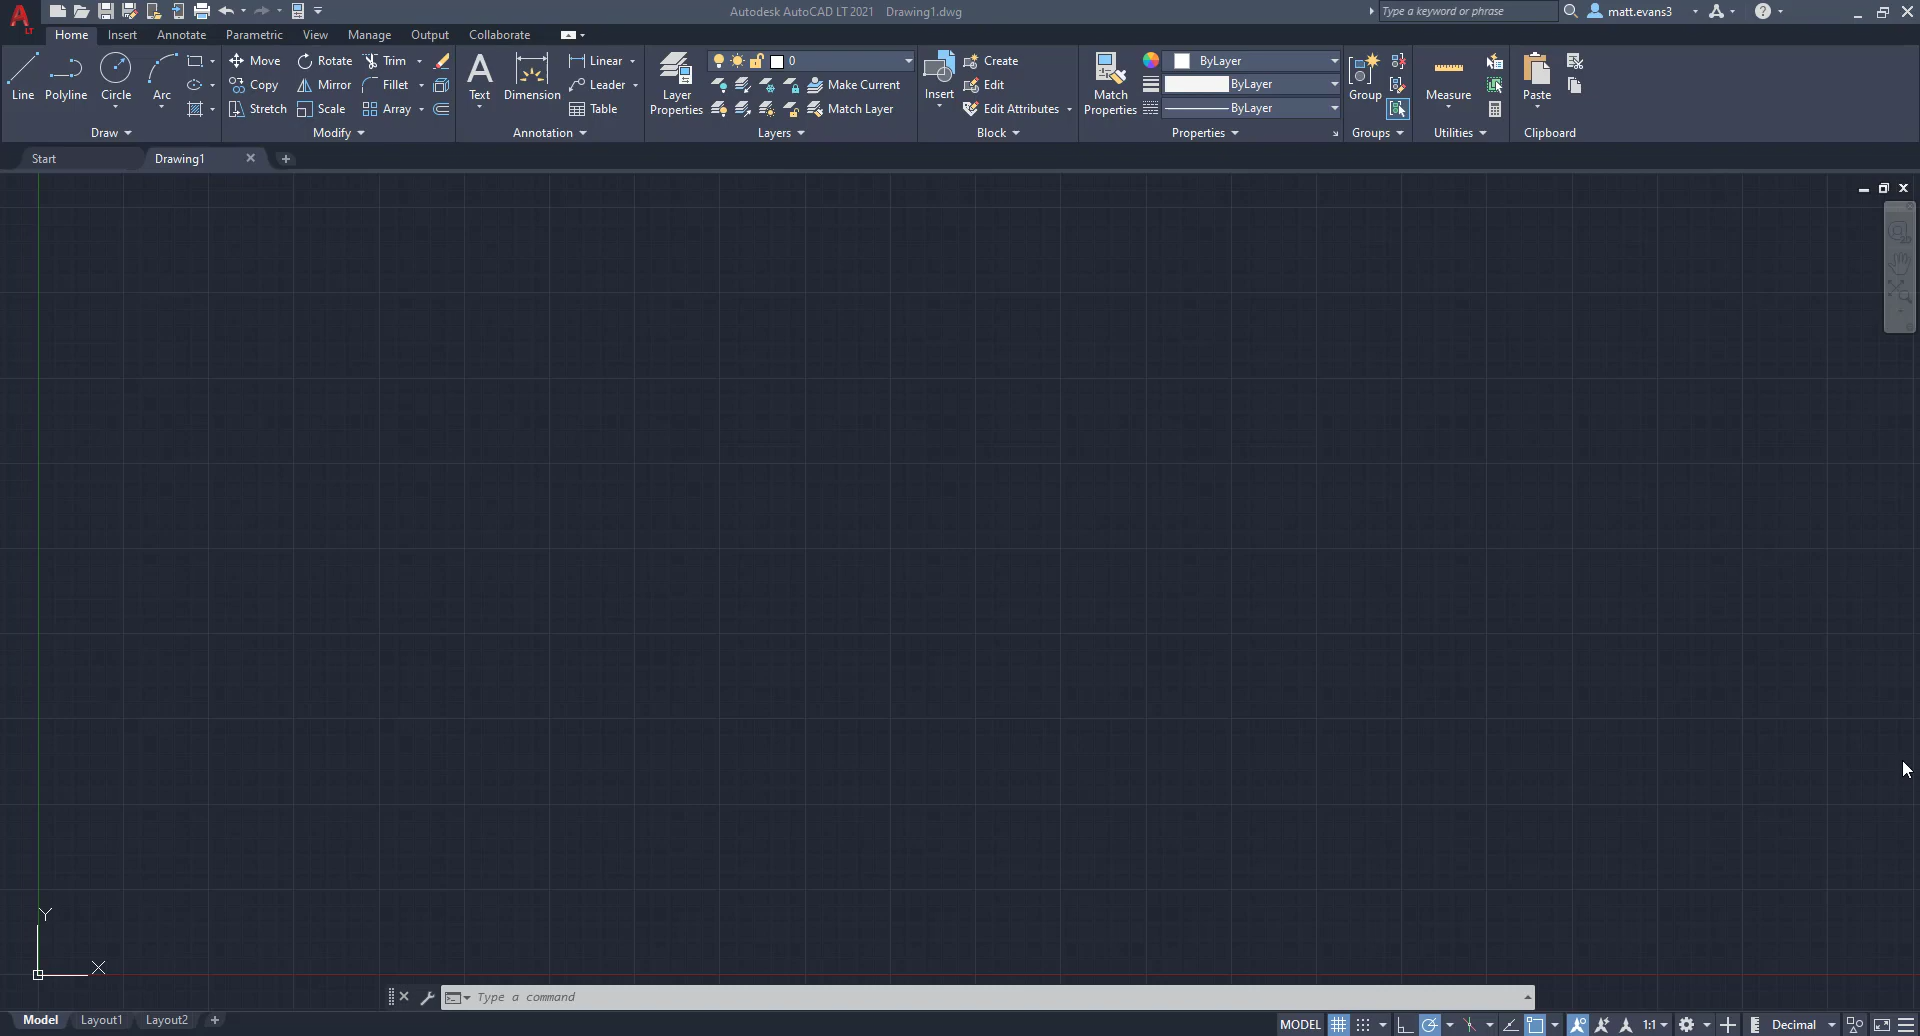 Autodesk AutoCAD LT 2021 Drawing1.dwg Type a keyword or phrase matt.evans3
LT
Home Insert Annotate Parametric View Manage Output Collaborate
Line Polyline Circle Arc
Draw
Move Rotate Trim
Copy Mirror Fillet
Stretch Scale Array
Modify
Text Dimension
Linear
Leader
Table
Annotation
Layer Properties
0
Make Current
Match Layer
Layers
Insert
Create
Edit
Edit Attributes
Block
Match Properties
ByLayer
ByLayer
ByLayer
Properties
Group
Groups
Measure
Utilities
Paste
Clipboard
Start Drawing1
Y
X
Type a command
Model Layout1 Layout2
MODEL 1:1 Decimal